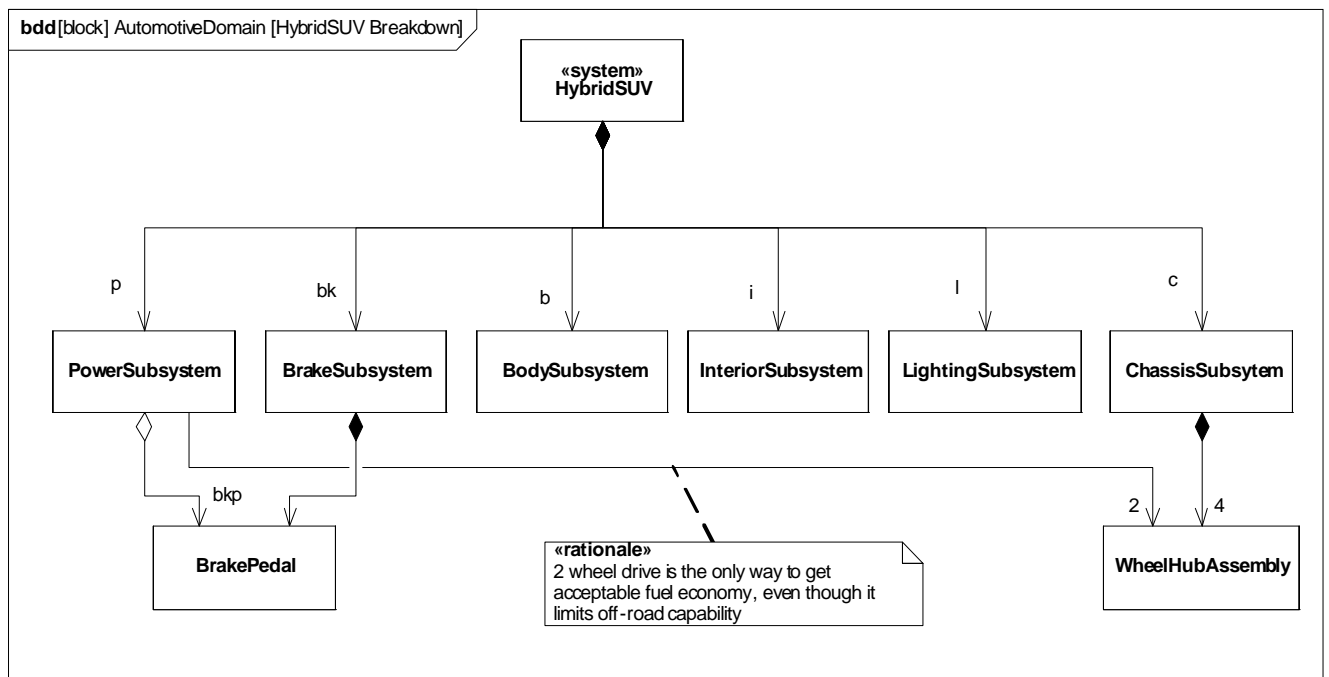 bdd[block] AutomotiveDomain [HybridSUV Breakdown]
«system»
HybridSUV
p
bk
b
i
l
c
PowerSubsystem
BrakeSubsystem
BodySubsystem
InteriorSubsystem
LightingSubsystem
ChassisSubsytem
bkp
2
4
BrakePedal
«rationale»
2 wheel drive is the only way to get
acceptable fuel economy, even though it
limits off-road capability
WheelHubAssembly